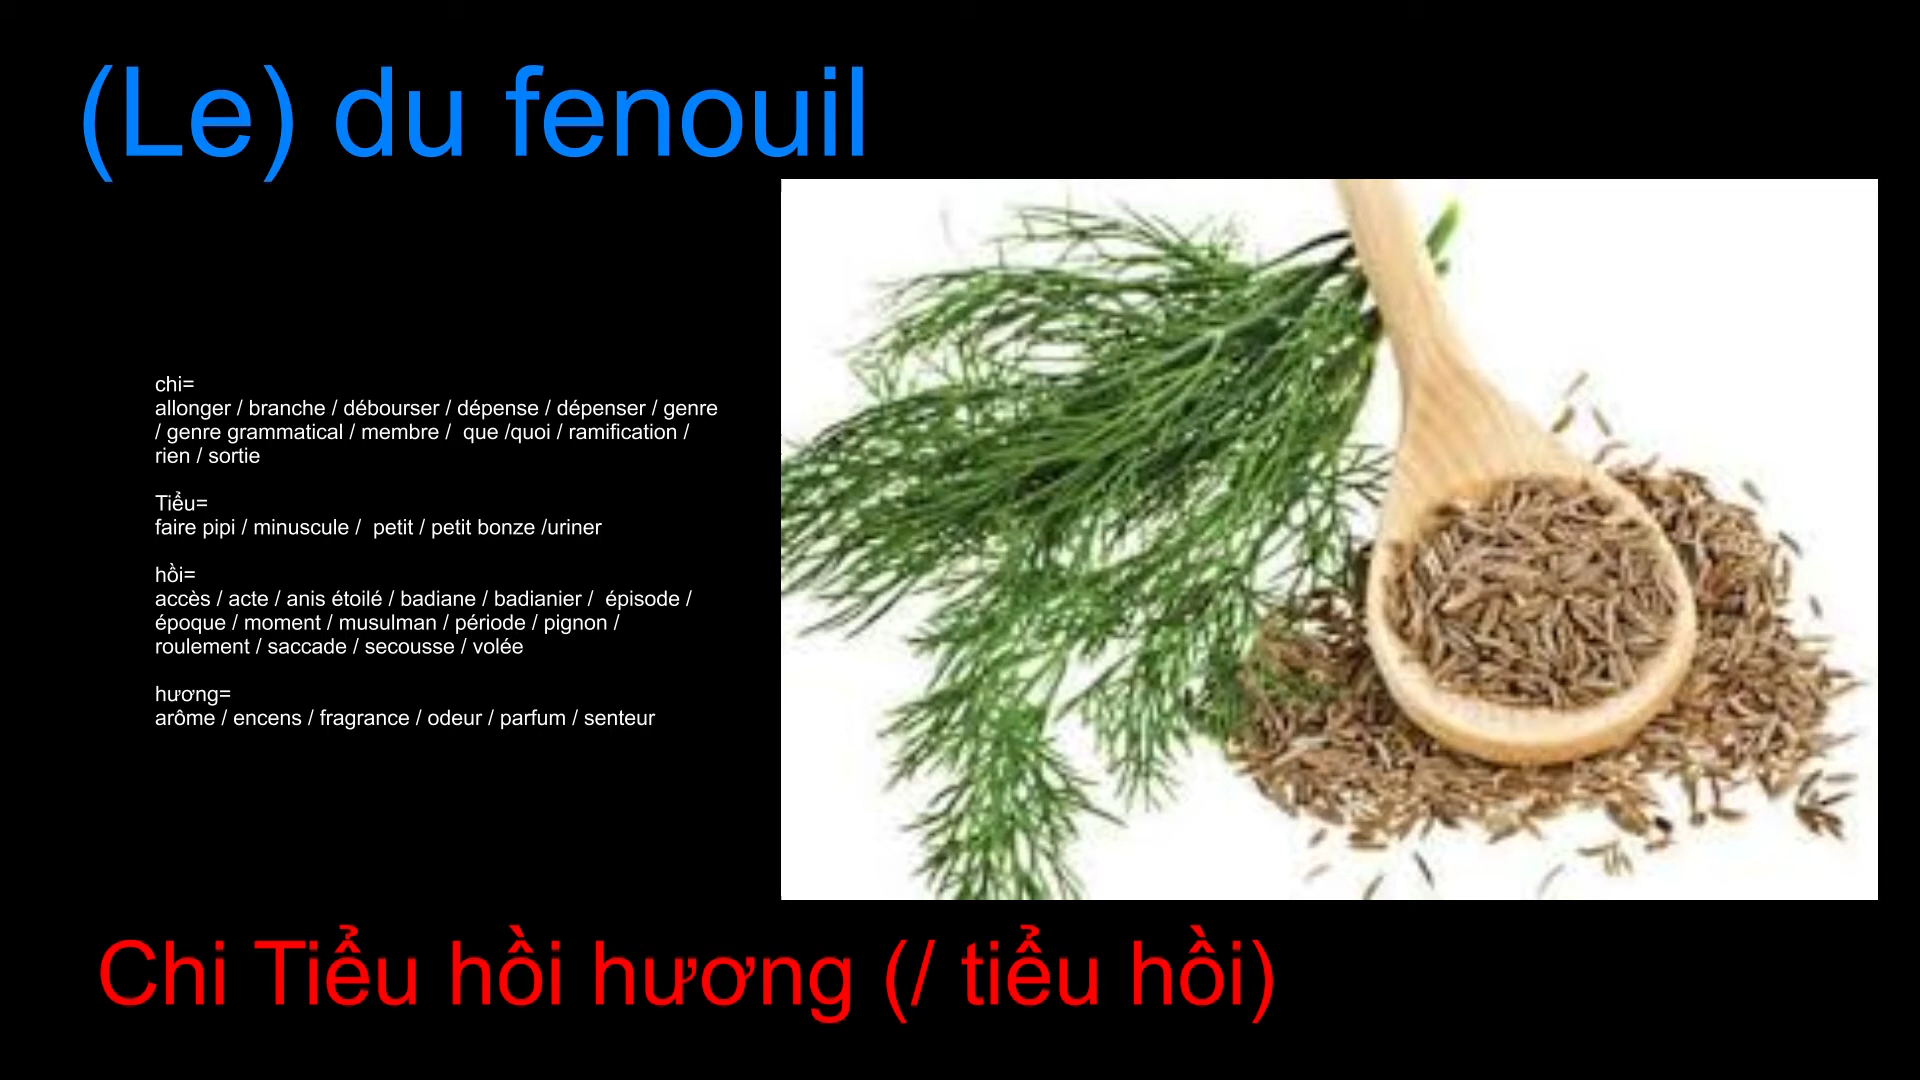 (Le) du fenouil
chi=
allonger / branche / débourser / dépense / dépenser / genre
/ genre grammatical / membre /  que /quoi / ramification /
rien / sortie
Tiểu=
faire pipi / minuscule /  petit / petit bonze /uriner
hồi=
accès / acte / anis étoilé / badiane / badianier /  épisode /
époque / moment / musulman / période / pignon /
roulement / saccade / secousse / volée
hương=
arôme / encens / fragrance / odeur / parfum / senteur
Chi Tiểu hồi hương (/ tiểu hồi)